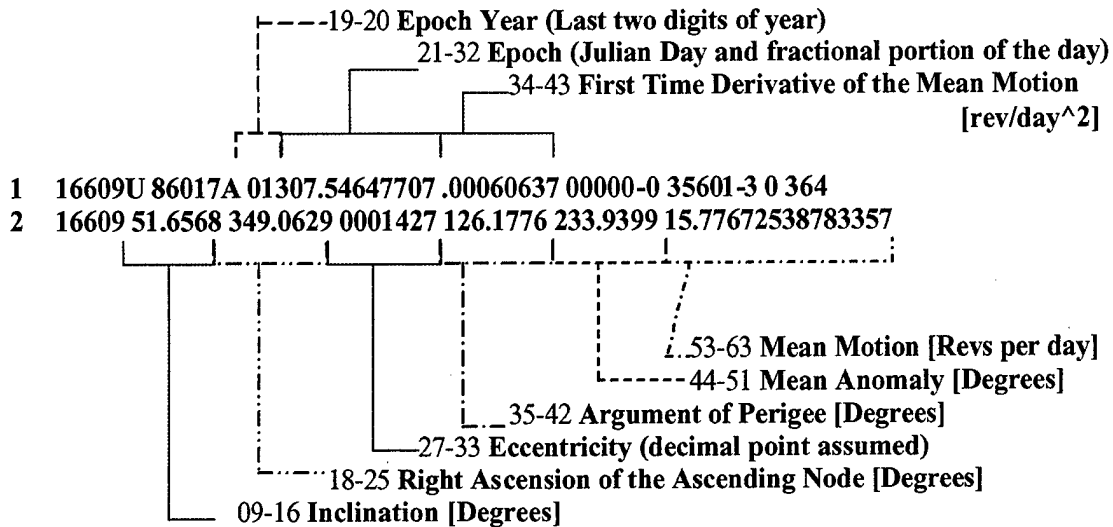 19-20 Epoch Year (Last two digits of year)
21-32 Epoch (Julian Day and fractional portion of the day)
34-43 First Time Derivative of the Mean Motion
[rev/day^2]
1 16609U 86017A 01307.54647707 .00060637 00000-0 35601-3 0 364
2 16609 51.6568 349.0629 0001427 126.1776 233.9399 15.77672538783357
53-63 Mean Motion [Revs per day]
44-51 Mean Anomaly [Degrees]
35-42 Argument of Perigee [Degrees]
27-33 Eccentricity (decimal point assumed)
18-25 Right Ascension of the Ascending Node [Degrees]
09-16 Inclination [Degrees]